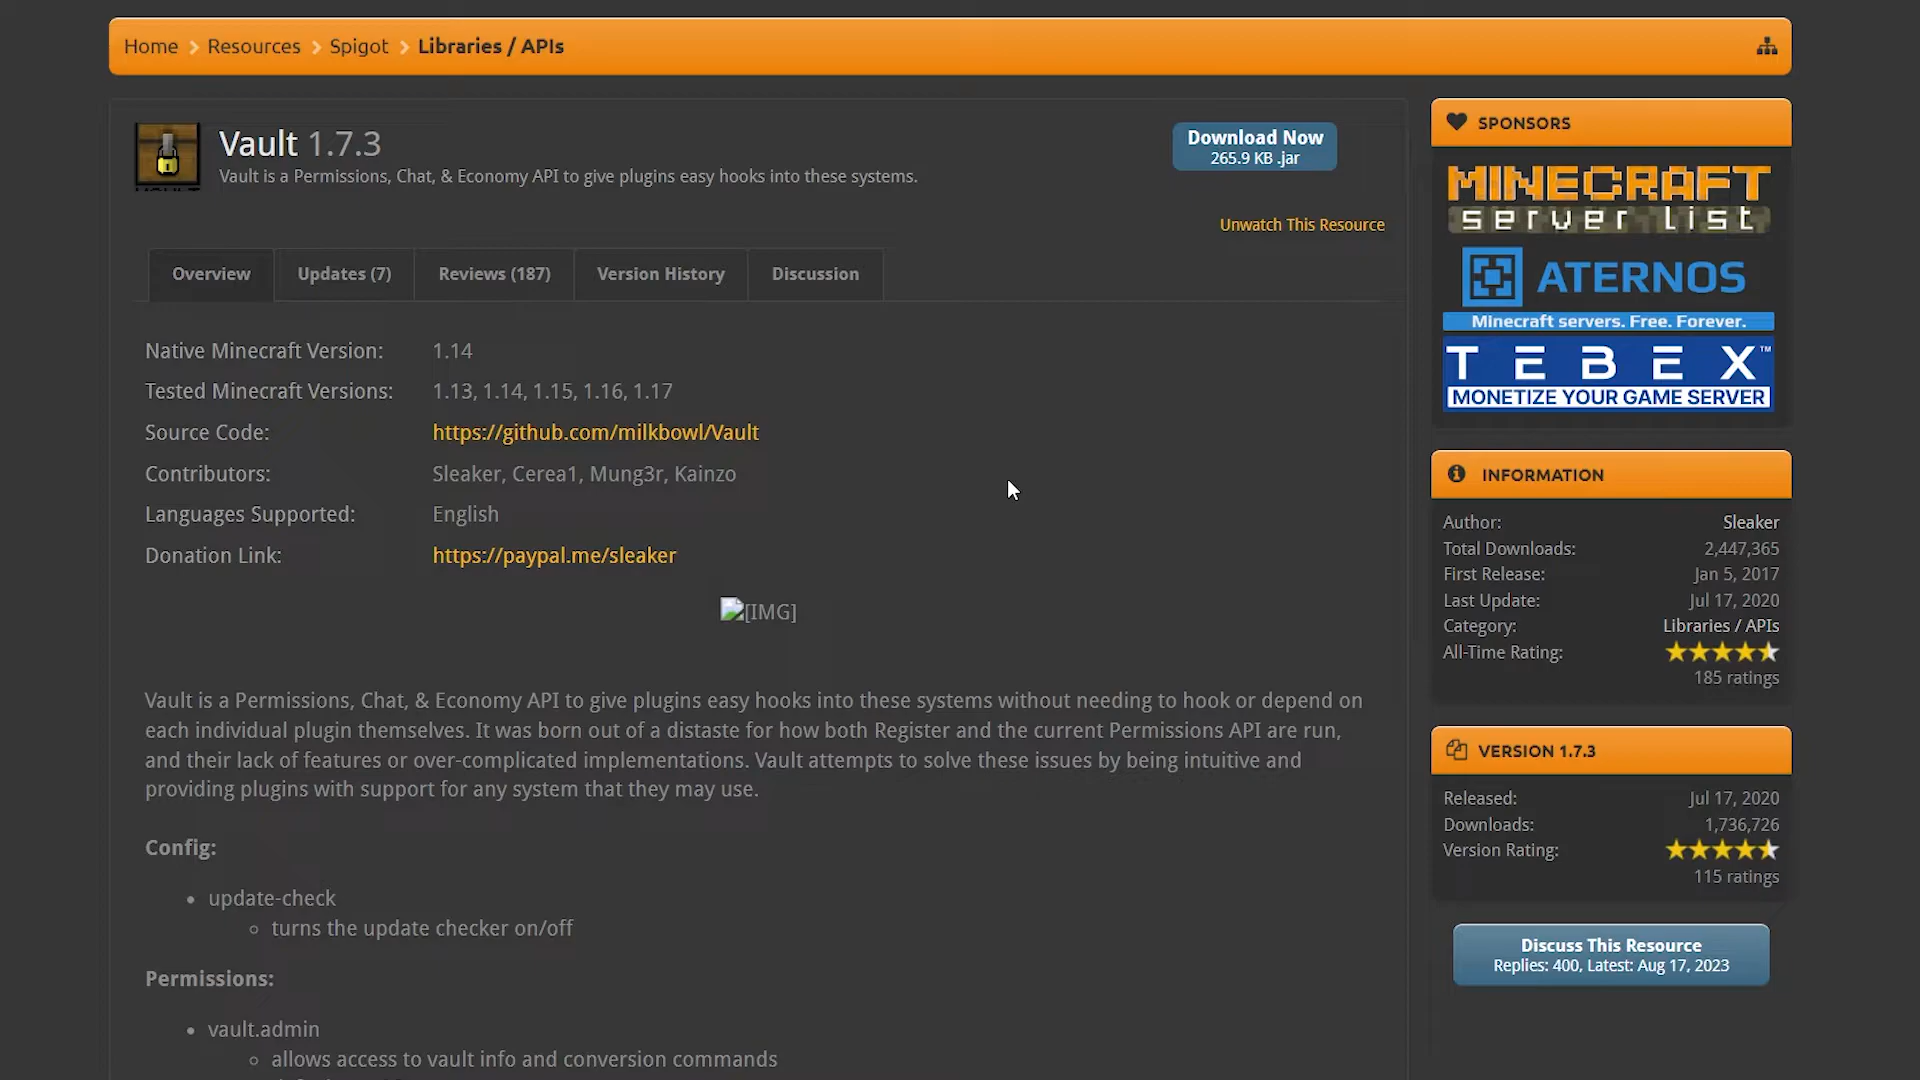 Home > Resources > Spigot > Libraries / APIs
Vault 1.7.3
Vault is a Permissions, Chat, & Economy API to give plugins easy hooks into these systems.
Download Now
265.9 KB .jar
Unwatch This Resource
Overview
Updates (7)
Reviews (187)
Version History
Discussion
Native Minecraft Version: 1.14
Tested Minecraft Versions: 1.13, 1.14, 1.15, 1.16, 1.17
Source Code: https://github.com/milkbowl/Vault
Contributors: Sleaker, Cerea1, Mung3r, Kainzo
Languages Supported: English
Donation Link: https://paypal.me/sleaker
[IMG]
Vault is a Permissions, Chat, & Economy API to give plugins easy hooks into these systems without needing to hook or depend on
each individual plugin themselves. It was born out of a distaste for how both Register and the current Permissions API are run,
and their lack of features or over-complicated implementations. Vault attempts to solve these issues by being intuitive and
providing plugins with support for any system that they may use.
Config:
• update-check
○ turns the update checker on/off
Permissions:
• vault.admin
○ allows access to vault info and conversion commands
SPONSORS
MINECRAFT
server list
ATERNOS
Minecraft servers. Free. Forever.
TEBEX™
MONETIZE YOUR GAME SERVER
INFORMATION
Author: Sleaker
Total Downloads: 2,447,365
First Release: Jan 5, 2017
Last Update: Jul 17, 2020
Category: Libraries / APIs
All-Time Rating:
185 ratings
VERSION 1.7.3
Released: Jul 17, 2020
Downloads: 1,736,726
Version Rating:
115 ratings
Discuss This Resource
Replies: 400, Latest: Aug 17, 2023